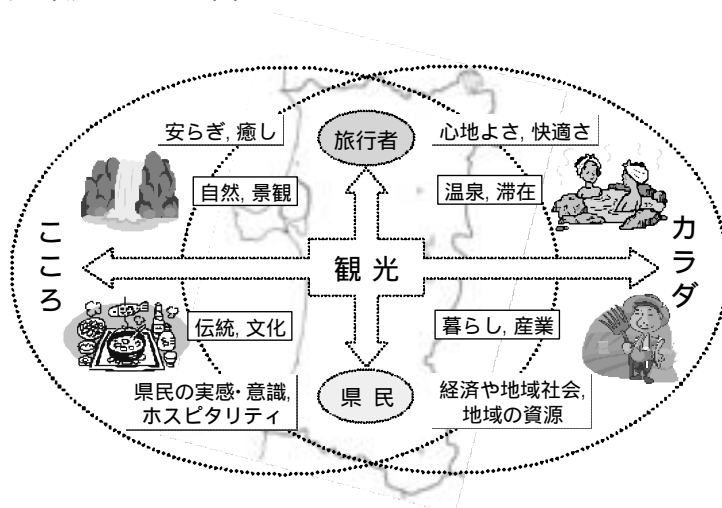 安らぎ, 癒し
旅行者
心地よさ, 快適さ
自然, 景観
温泉, 滞在
こころ
観光
カラダ
伝統, 文化
暮らし, 産業
県民の実感・意識,
ホスピタリティ
県民
経済や地域社会,
地域の資源